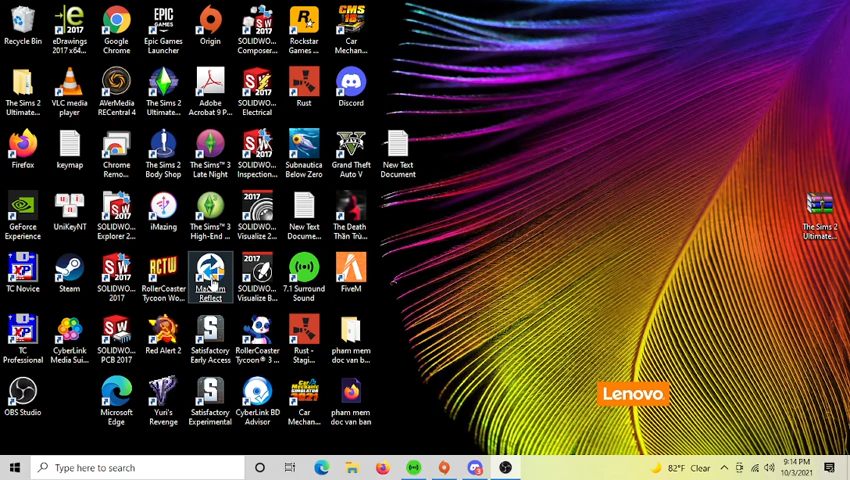 Recycle Bin
eDrawings
2017 x64...
Google
Chrome
EPIC
GAMES
Epic Games
Launcher
Origin
SOLIDWO...
Composer...
Rockstar
Games ...
CMS
Car
Mechan...
The Sims 2
Ultimate...
VLC media
player
AVerMedia
RECentral 4
The Sims 2
Ultimate...
Adobe
Acrobat 9 P...
SOLIDWO...
Electrical
Rust
Discord
Firefox
keymap
Chrome
Remo...
The Sims 2
Body Shop
The Sims™ 3
Late Night
SOLIDWO...
Inspection...
Subnautica
Below Zero
Grand Theft
Auto V
New Text
Document
GeForce
Experience
UniKeyNT
SOLIDWO...
Explorer 2...
iMazing
The Sims™ 3
High-End ...
2017
SOLIDWO...
Visualize 2...
New Text
Docume...
The Death
Thần Trù...
The Sims 2
Ultimate...
XP
TC Novice
Steam
SW
2017
SOLIDWO...
2017
RCTW
RollerCoaster
Tycoon Wo...
Reflect
2017
SOLIDWO...
Visualize B...
7.1 Surround
Sound
FiveM
XP
TC
Professional
CyberLink
Media Sui...
SOLIDWO...
PCB 2017
Red Alert 2
Satisfactory
Early Access
RollerCoaster
Tycoon® 3 ...
Rust -
Stagi...
pham mem
doc van b...
OBS Studio
Microsoft
Edge
Yuri's
Revenge
Satisfactory
Experimental
CyberLink BD
Advisor
Car
Mechan...
pham mem
doc van ban
Lenovo
Type here to search
82°F Clear
9:14 PM
10/3/2021